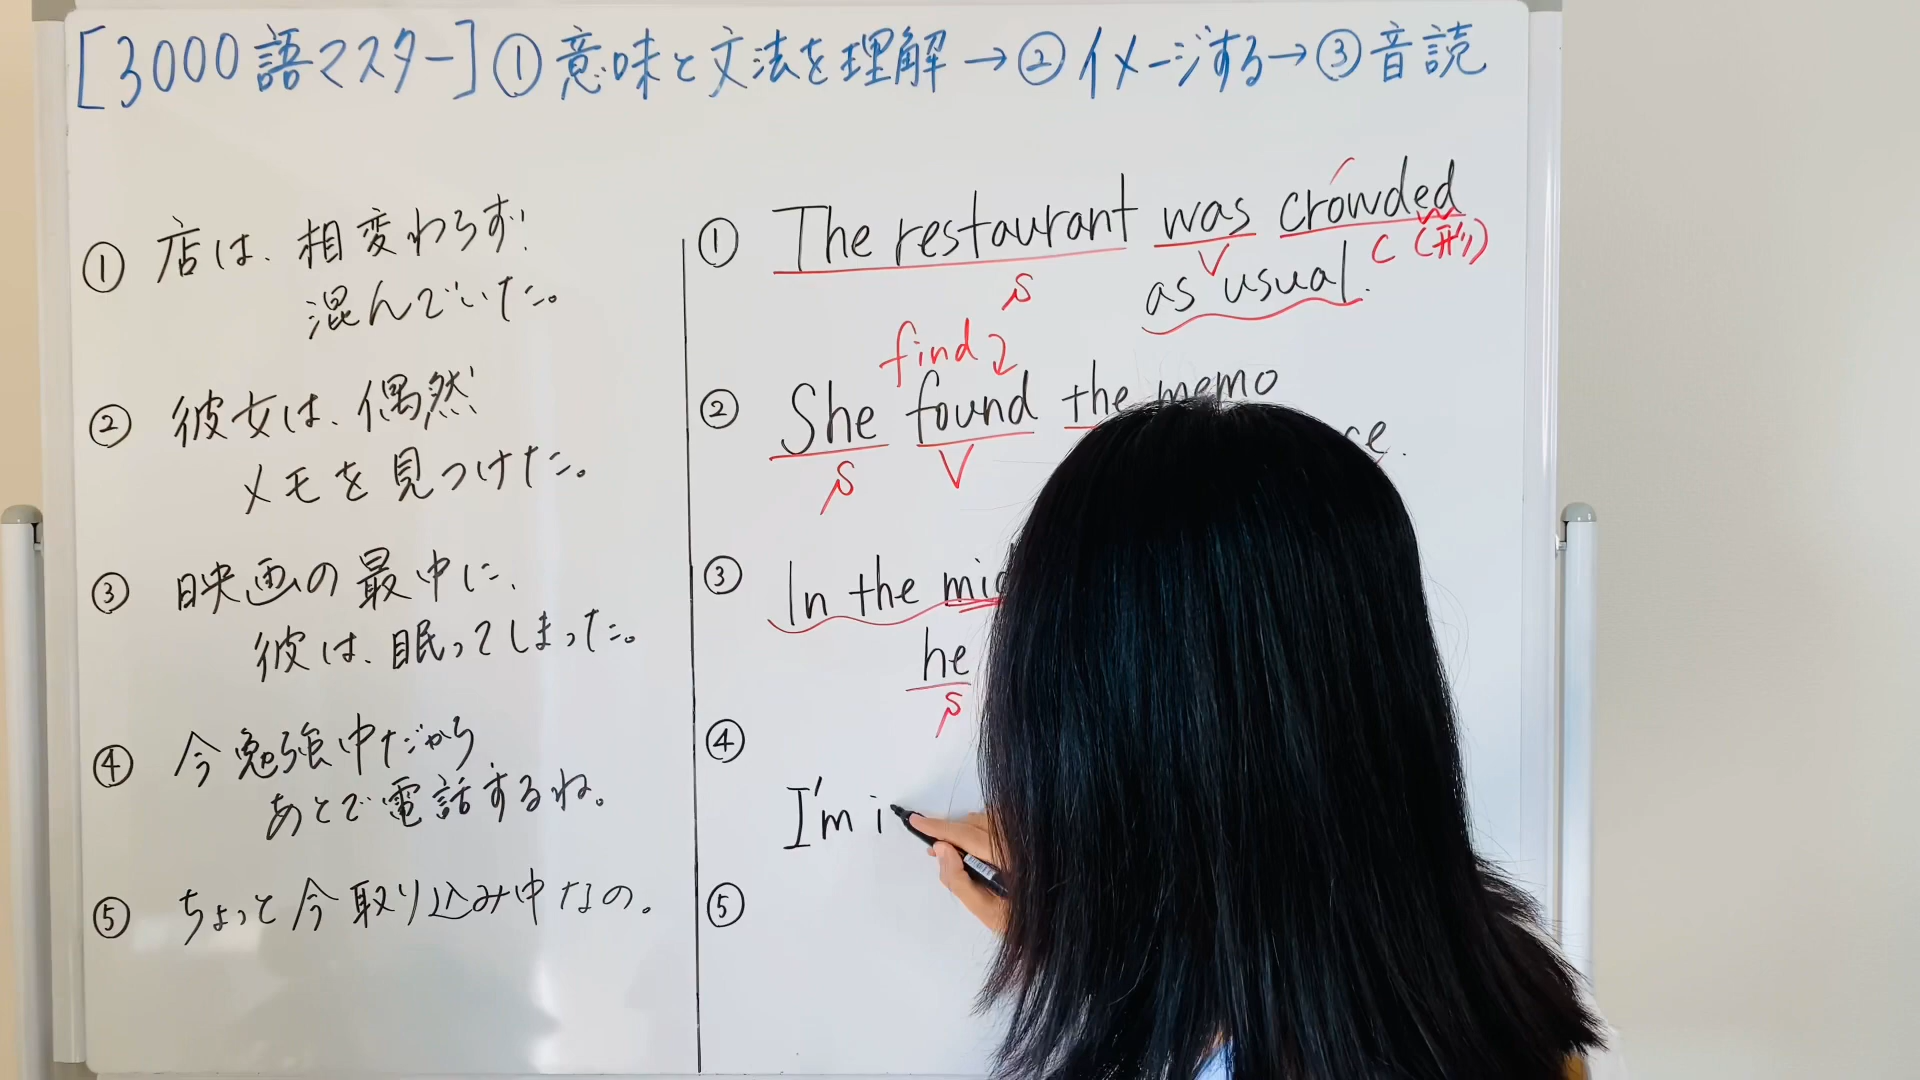 [3000語マスター] ①意味と文法を理解→②イメージする→③音読
① 店は、相変わらず
混んでいた。
② 彼女は、偶然
メモを見つけた。
③ 映画の最中に、
彼は、眠ってしまった。
④ 今勉強中だから
あとで電話するね。
⑤ ちょっと今取り込み中なの。
① The restaurant was crowded
S V C (形)
as usual.
find
② She found the memo
S V
③ In the
he
S
④
I'm i
⑤